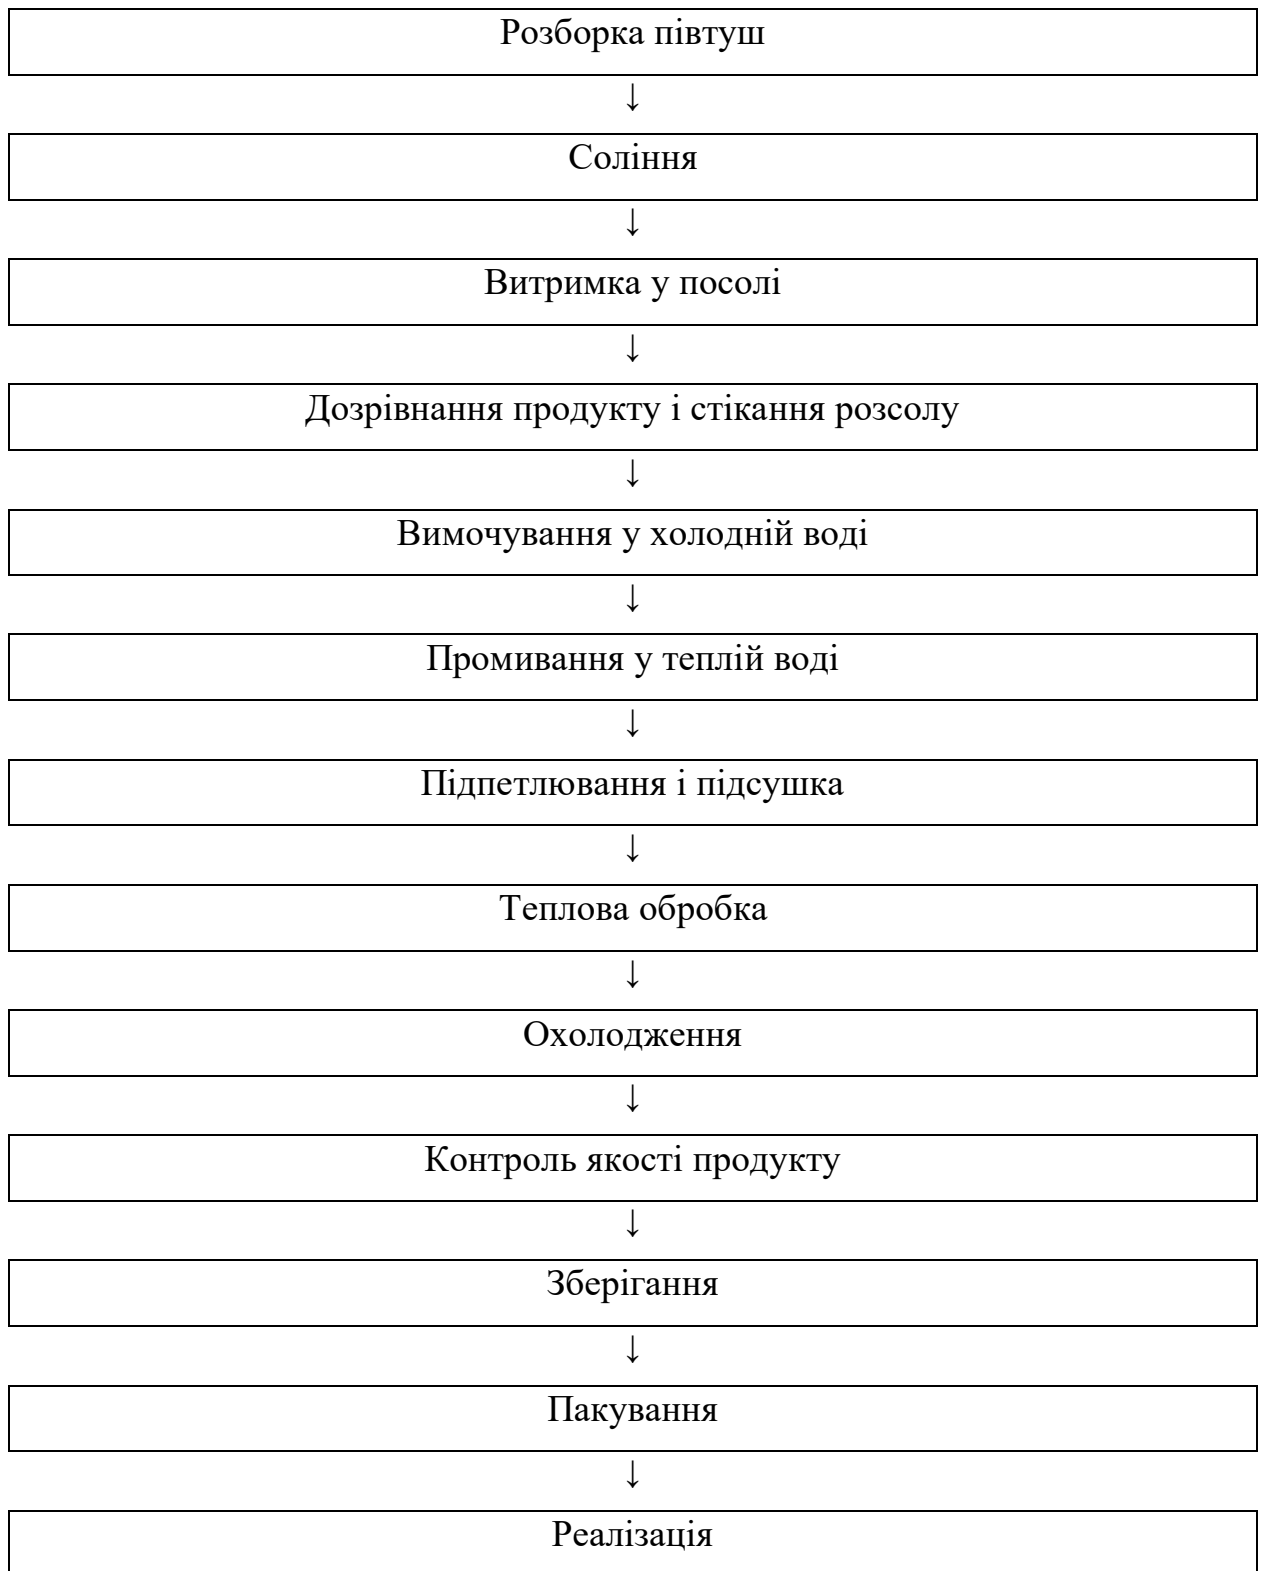 Розборка півтуш
↓
Соління
↓
Витримка у посолі
↓
Дозрівнання продукту і стікання розсолу
↓
Вимочування у холодній воді
↓
Промивання у теплій воді
↓
Підпетлювання і підсушка
↓
Теплова обробка
↓
Охолодження
↓
Контроль якості продукту
↓
Зберігання
↓
Пакування
↓
Реалізація